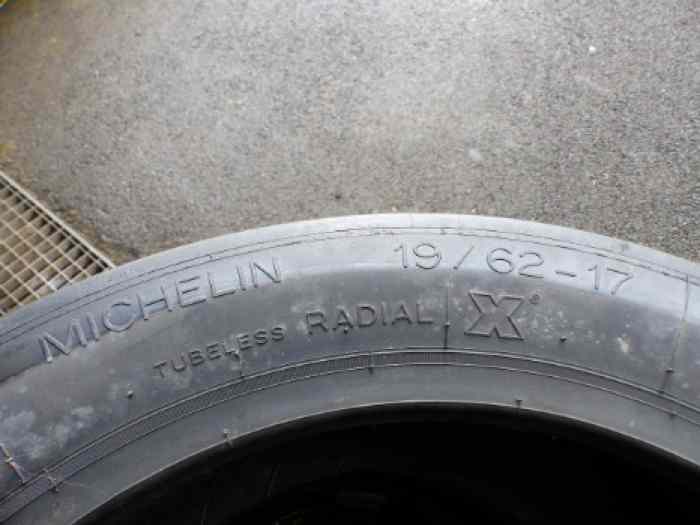 MICHELIN 19/62-17
TUBELESS RADIAL X®